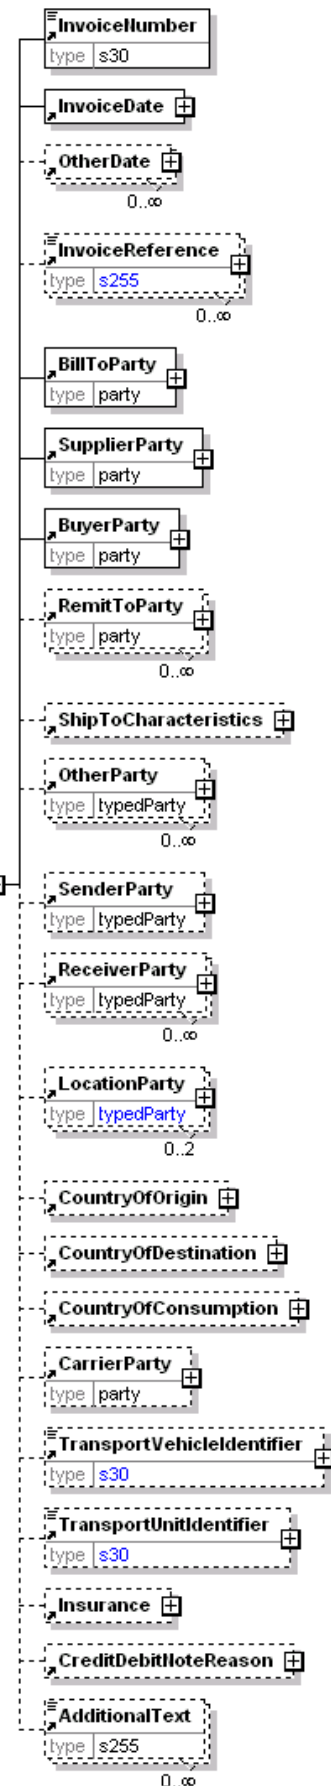 InvoiceNumber
type s30
InvoiceDate
OtherDate
0..∞
InvoiceReference
type s255
0..∞
BillToParty
type party
SupplierParty
type party
BuyerParty
type party
RemitToParty
type party
0..∞
ShipToCharacteristics
OtherParty
type typedParty
0..∞
SenderParty
type typedParty
ReceiverParty
type typedParty
0..∞
LocationParty
type typedParty
0..2
CountryOfOrigin
CountryOfDestination
CountryOfConsumption
CarrierParty
type party
TransportVehicleIdentifier
type s30
TransportUnitIdentifier
type s30
Insurance
CreditDebitNoteReason
AdditionalText
type s255
0..∞